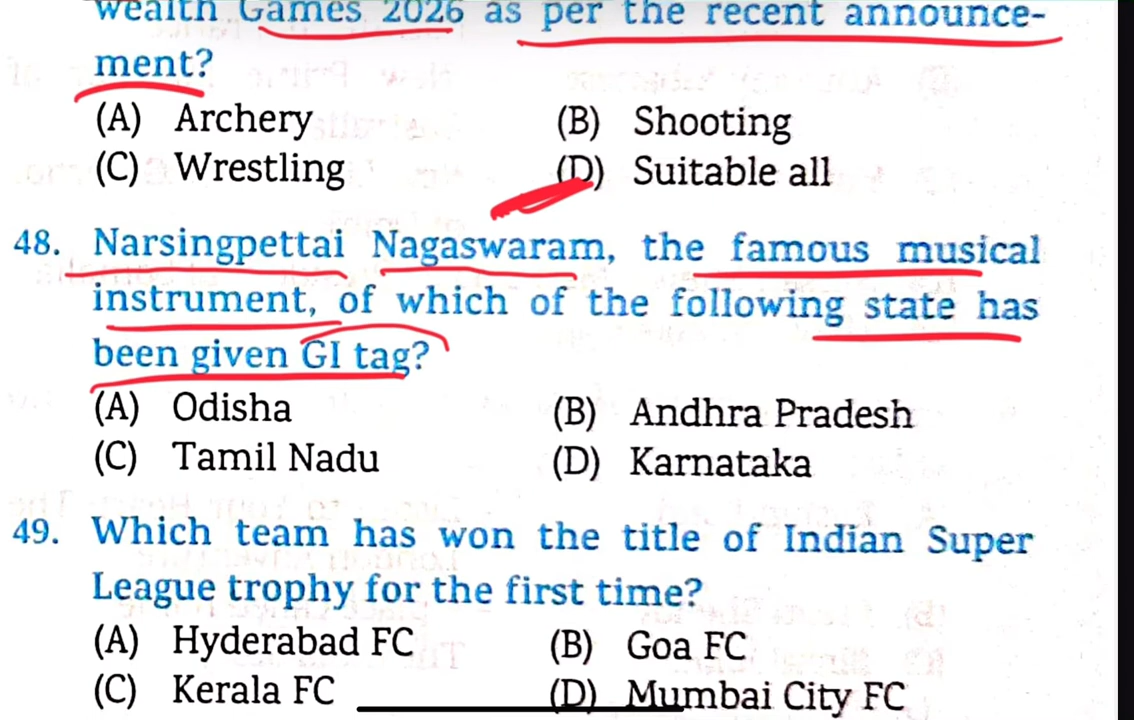 wealth Games 2026 as per the recent announce-
ment?
(A) Archery (B) Shooting
(C) Wrestling (D) Suitable all
48. Narsingpettai Nagaswaram, the famous musical
instrument, of which of the following state has
been given GI tag?
(A) Odisha (B) Andhra Pradesh
(C) Tamil Nadu (D) Karnataka
49. Which team has won the title of Indian Super
League trophy for the first time?
(A) Hyderabad FC (B) Goa FC
(C) Kerala FC (D) Mumbai City FC